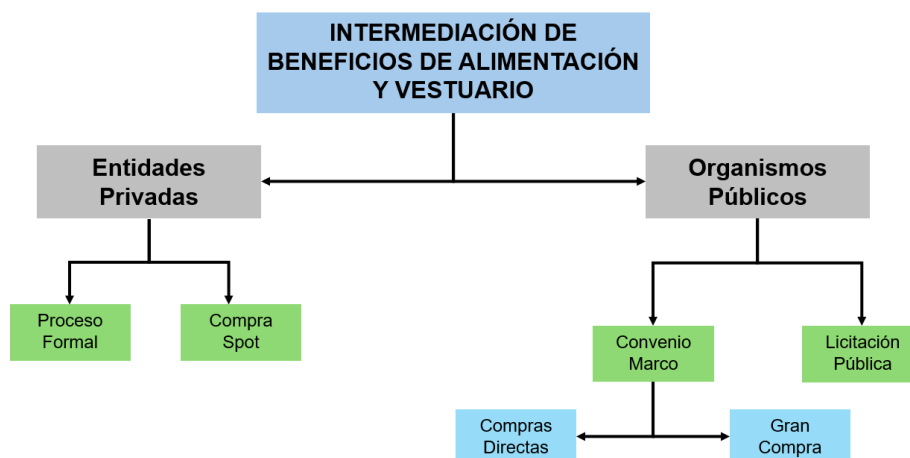 INTERMEDIACIÓN DE
BENEFICIOS DE ALIMENTACIÓN
Y VESTUARIO
Entidades
Privadas
Organismos
Públicos
Proceso
Formal
Compra
Spot
Convenio
Marco
Licitación
Pública
Compras
Directas
Gran
Compra